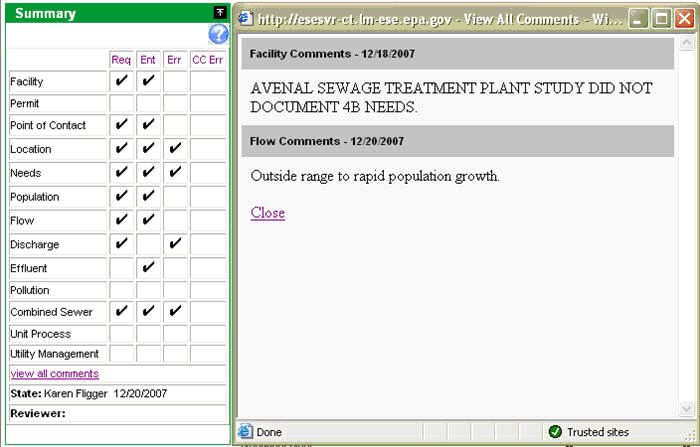 Summary
Req Ent Err CC Err
Facility ✔ ✔
Permit
Point of Contact ✔ ✔
Location ✔ ✔ ✔
Needs ✔ ✔ ✔
Population ✔ ✔
Flow ✔ ✔
Discharge ✔ ✔
Effluent ✔
Pollution
Combined Sewer ✔ ✔ ✔
Unit Process
Utility Management
view all comments
State: Karen Fligger 12/20/2007
Reviewer:
http://esesvr-ct.lm-ese.epa.gov - View All Comments - Wi...
Facility Comments - 12/18/2007
AVENAL SEWAGE TREATMENT PLANT STUDY DID NOT
DOCUMENT 4B NEEDS.
Flow Comments - 12/20/2007
Outside range to rapid population growth.
Close
Done
Trusted sites